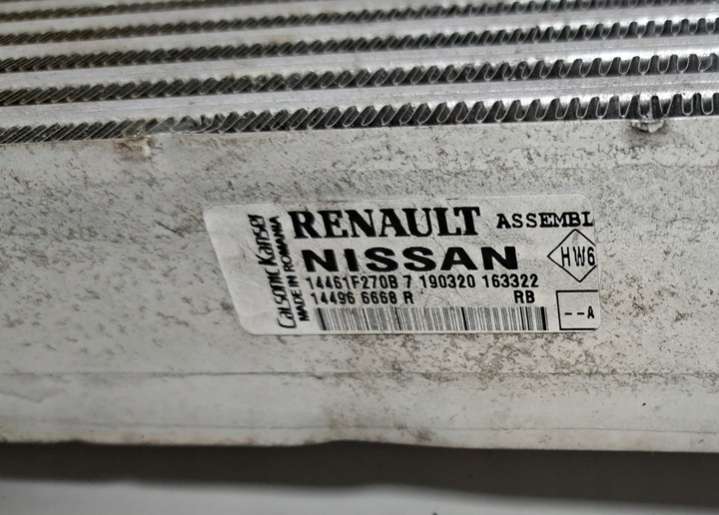 Calsonic Kansei
MADE IN ROMANIA
RENAULT ASSEMBL
NISSAN
HW6
14461F270B 7 190320 163322
14496 6668 R RB
--A